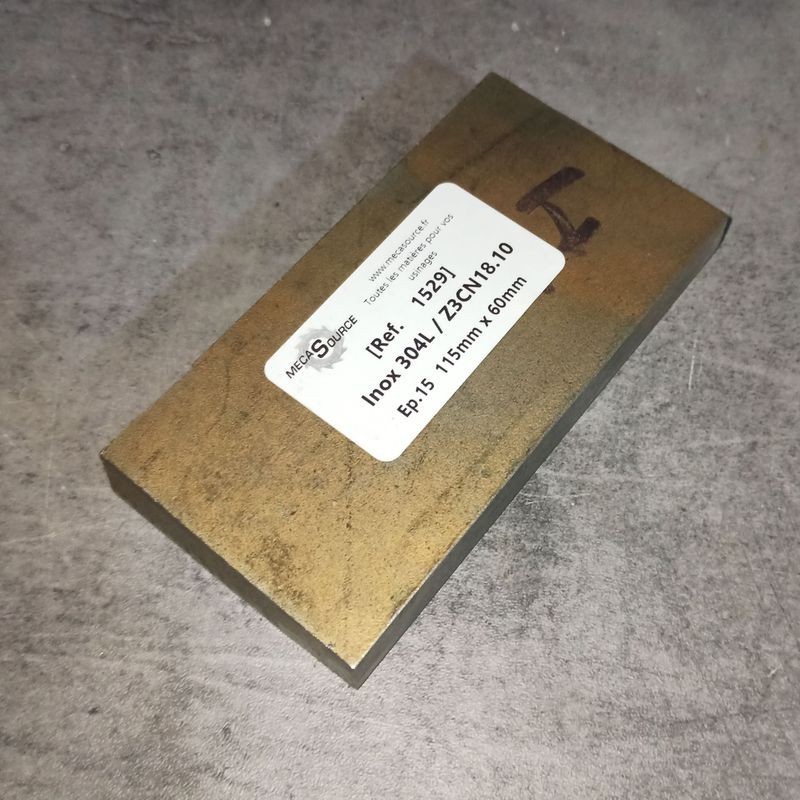 MECASOURCE
www.mecasource.fr
Toutes les matières pour vos
usinages
[Ref. 1529]
Inox 304L / Z3CN18.10
Ep.15 115mm x 60mm
I